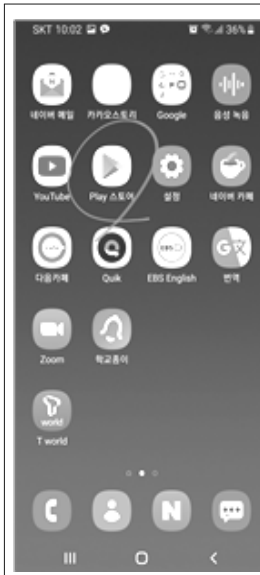 SKT 10:02 36%
네이버 메일 카카오스토리 Google 음성 녹음
YouTube Play 스토어 설정 네이버 카페
다음카페 Quik EBS English 번역
Zoom 학교종이
world
T world